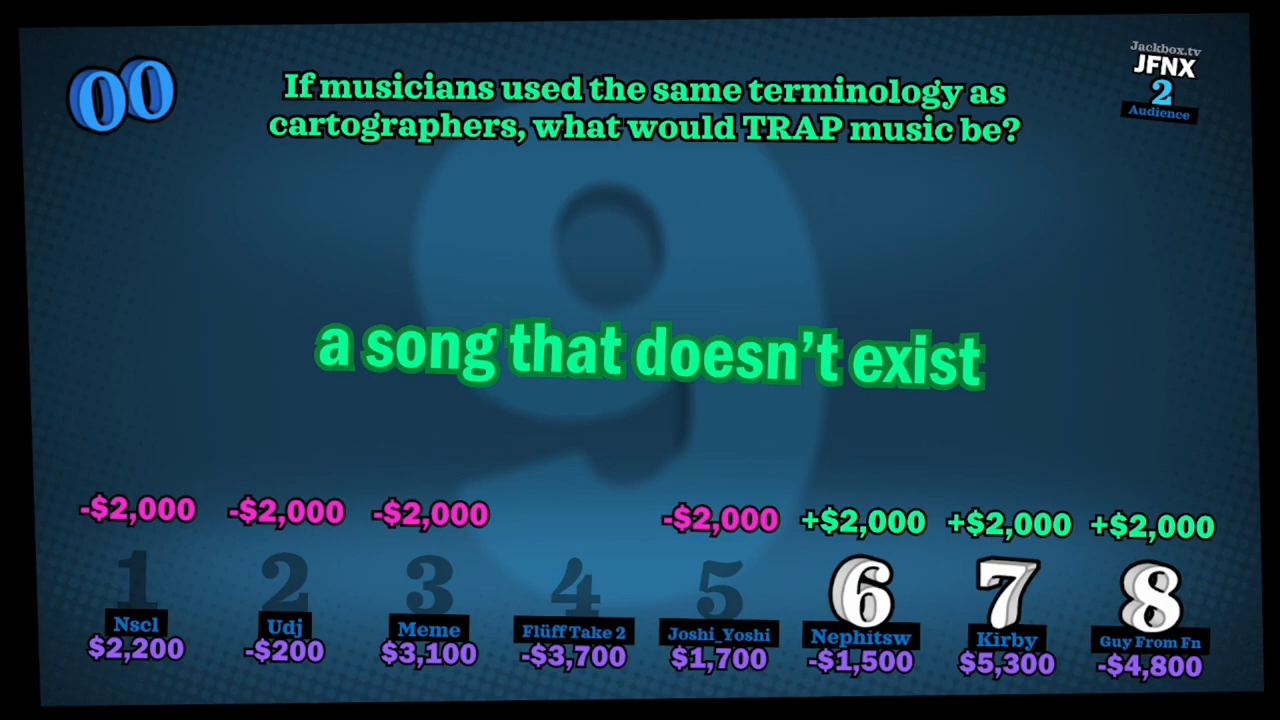 00
If musicians used the same terminology as
cartographers, what would TRAP music be?
Jackbox.tv
JFNX
2
Audience
9
a song that doesn't exist
-$2,000 -$2,000 -$2,000 -$2,000 +$2,000 +$2,000 +$2,000
1 2 3 4 5 6 7 8
Nscl Udj Meme Flüff Take 2 Joshi_Yoshi Nephitsw Kirby Guy From Fn
$2,200 -$200 $3,100 -$3,700 $1,700 -$1,500 $5,300 -$4,800